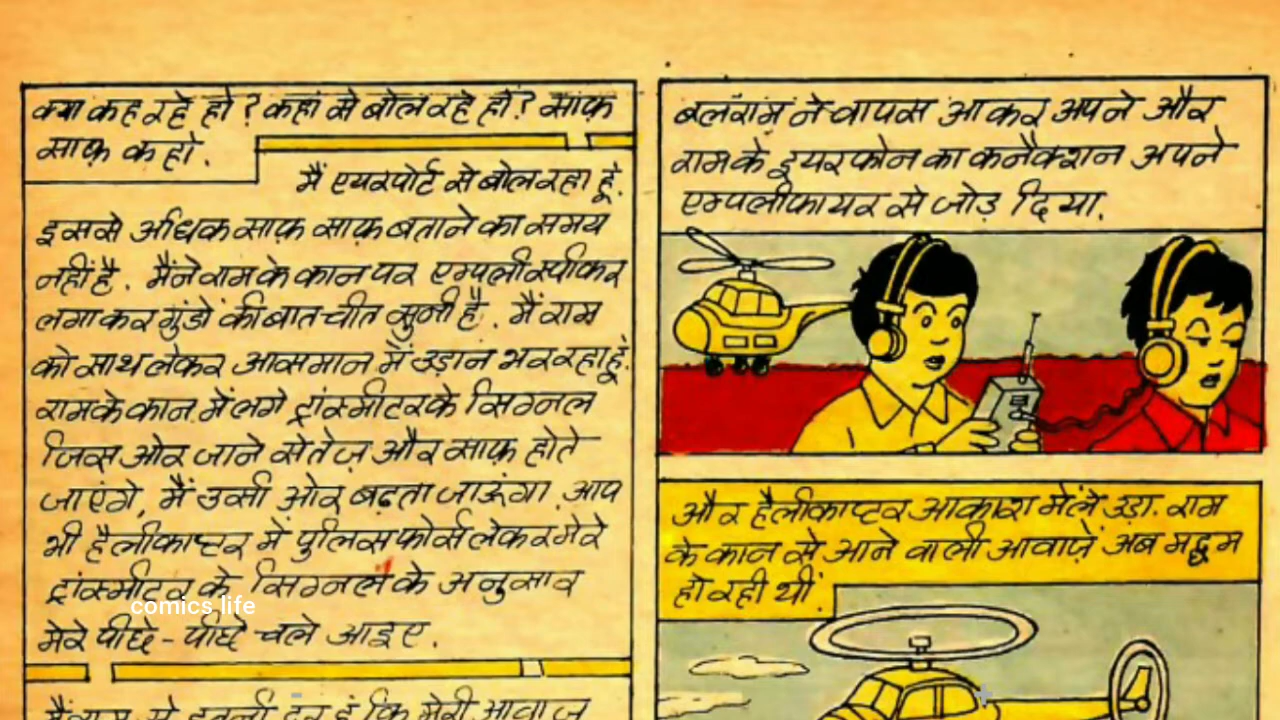 क्या कह रहे हो? कहां से बोल रहे हो? साफ़
साफ़ कहो.
मैं एयरपोर्ट से बोल रहा हूं.
इससे अधिक साफ़ साफ़ बताने का समय
नहीं है. मैंने राम के कान पर एम्पलीस्पीकर
लगाकर गुंडों की बातचीत सुनी है. मैं राम
को साथ लेकर आसमान में उड़ान भर रहा हूं.
राम के कान में लगे ट्रांस्मीटर के सिग्नल
जिस ओर जाने से तेज़ और साफ़ होते
जाएंगे, मैं उसी ओर बढ़ता जाऊंगा. आप
भी हैलीकाप्टर में पुलिस फोर्स लेकर मेरे
ट्रांस्मीटर के सिग्नल के अनुसार
मेरे पीछे-पीछे चले आइए.
बलराम ने वापस आकर अपने और
राम के इयरफोन का कनैक्शन अपने
एम्पलीफायर से जोड़ दिया.
और हैलीकाप्टर आकाश में ले उड़ा. राम
के कान से आने वाली आवाज़ें अब मद्धम
हो रही थीं.
comics life